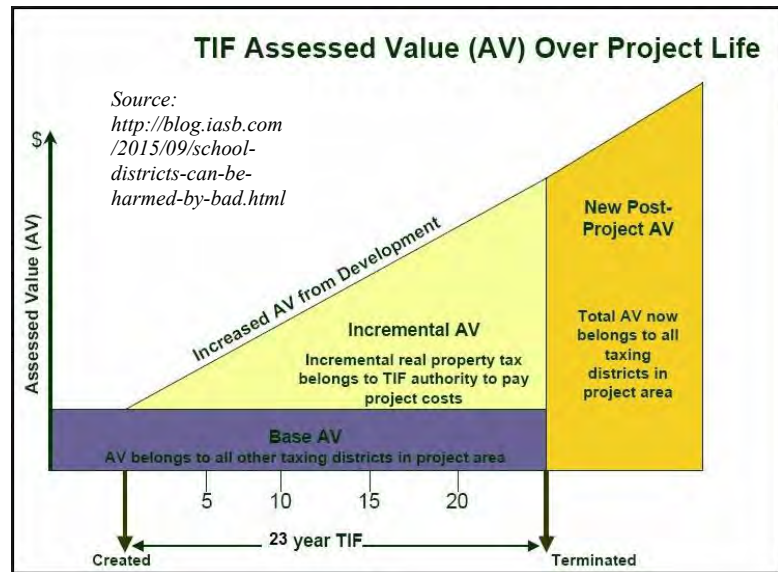 TIF Assessed Value (AV) Over Project Life
Source:
http://blog.iasb.com
/2015/09/school-
districts-can-be-
harmed-by-bad.html
$
Assessed Value (AV)
Increased AV from Development
Incremental AV
Incremental real property tax
belongs to TIF authority to pay
project costs
New Post-
Project AV
Total AV now
belongs to all
taxing
districts in
project area
Base AV
AV belongs to all other taxing districts in project area
5
10
15
20
23 year TIF
Created
Terminated